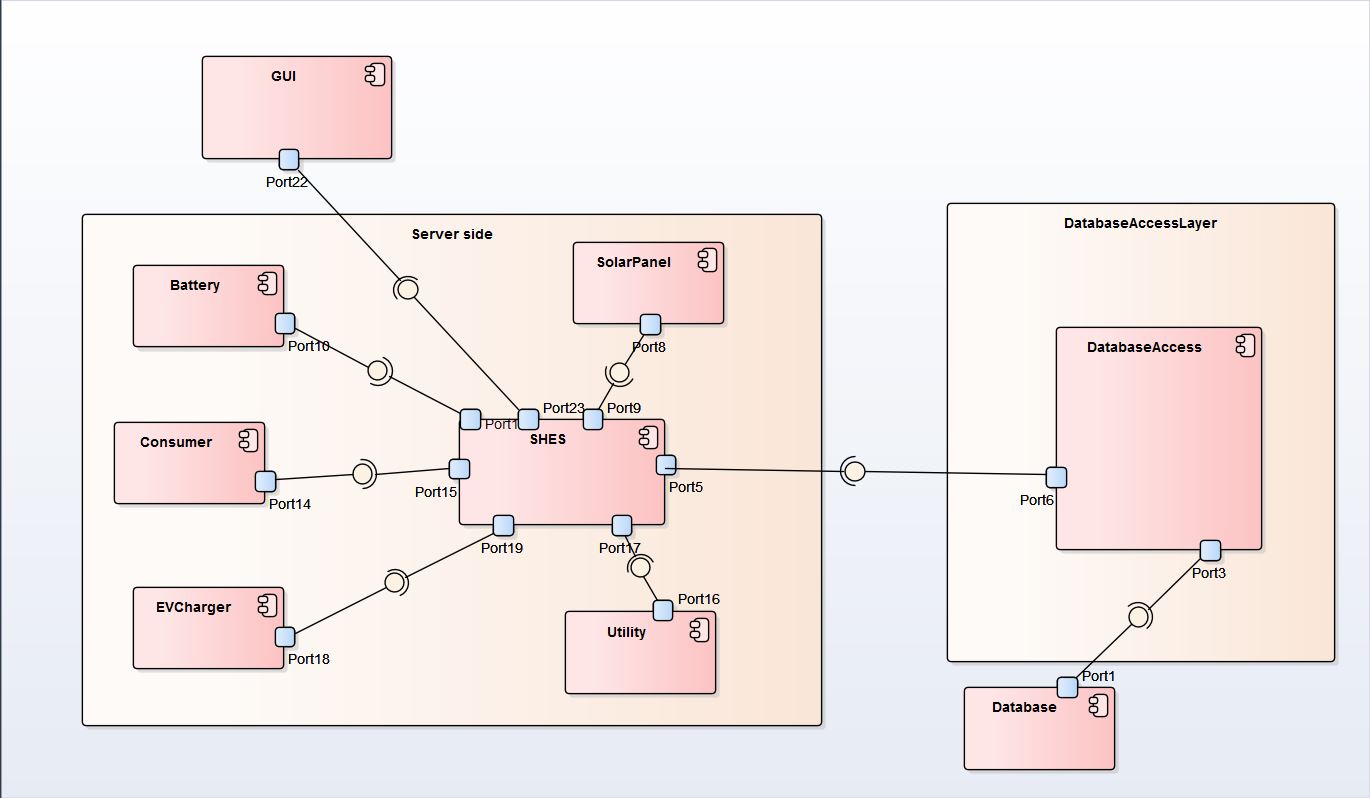 GUI
Port22
Server side
DatabaseAccessLayer
SolarPanel
Battery
Port10
Port8
DatabaseAccess
Port23
Port9
Port1
SHES
Consumer
Port14
Port15
Port5
Port6
Port19
Port17
Port3
EVCharger
Port16
Utility
Port18
Port1
Database